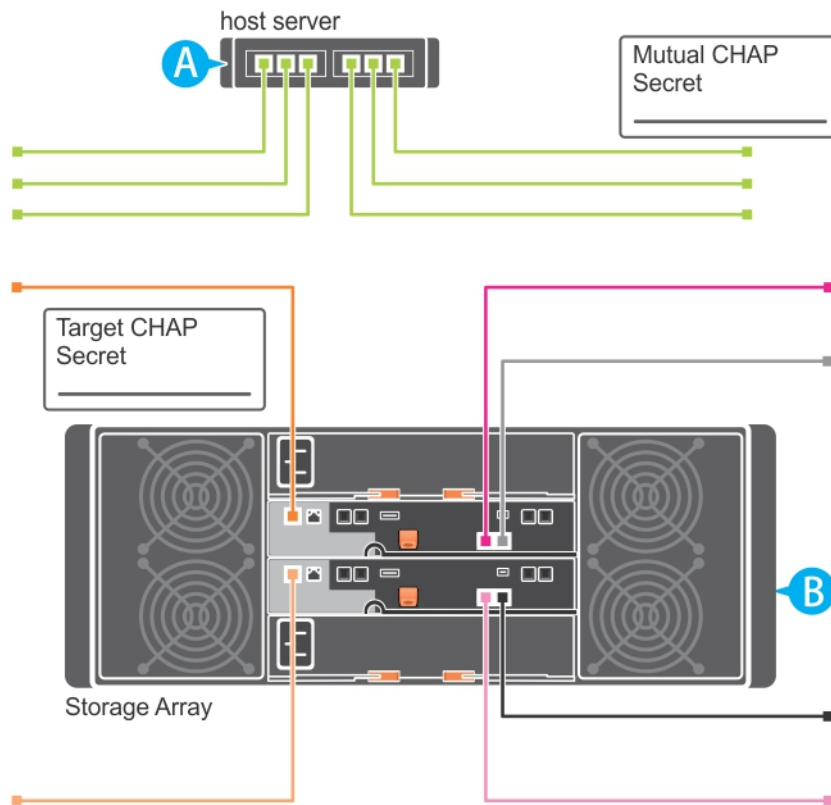 host server
A
Mutual CHAP
Secret
Target CHAP
Secret
B
Storage Array